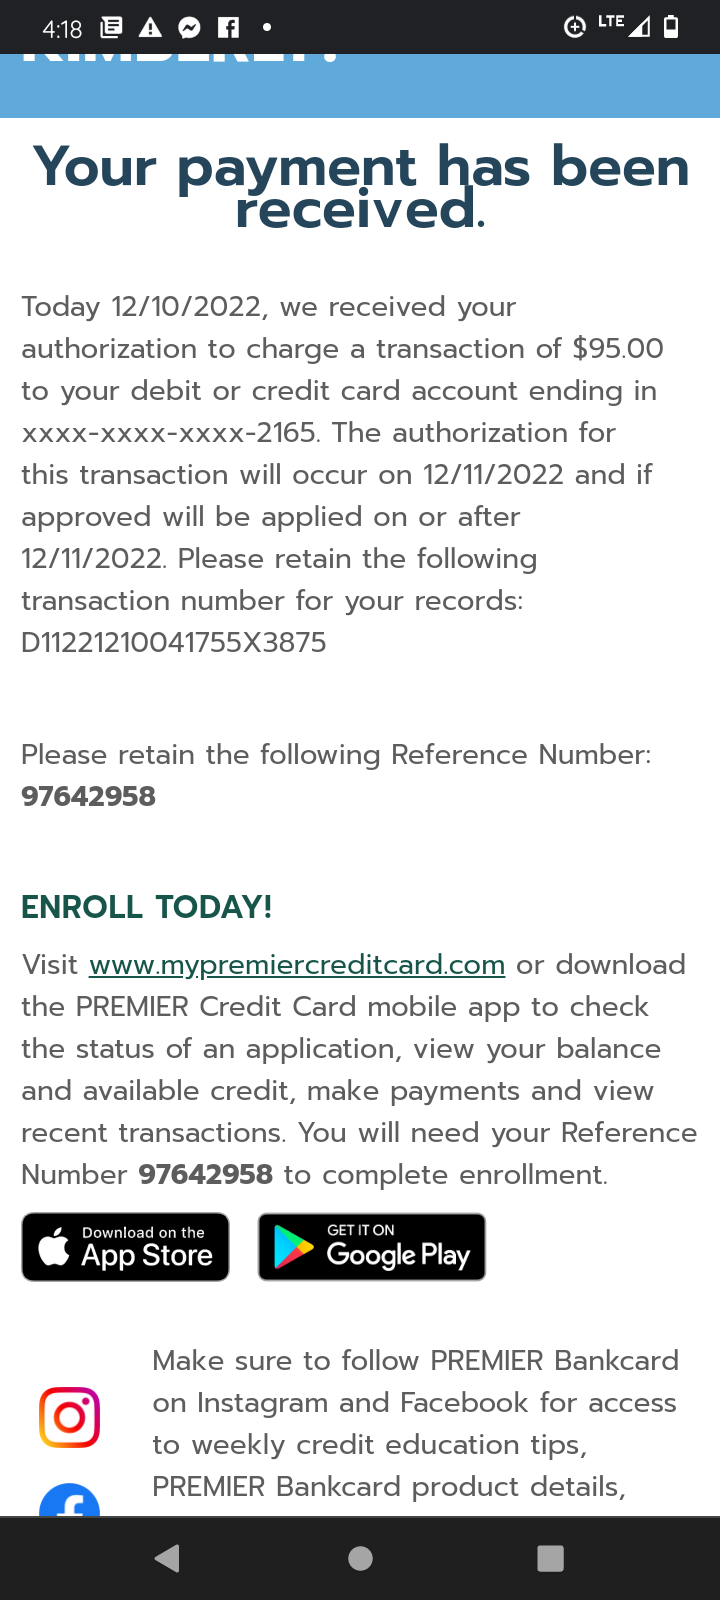 4:18
LTE
Your payment has been
received.
Today 12/10/2022, we received your
authorization to charge a transaction of $95.00
to your debit or credit card account ending in
xxxx-xxxx-xxxx-2165. The authorization for
this transaction will occur on 12/11/2022 and if
approved will be applied on or after
12/11/2022. Please retain the following
transaction number for your records:
D11221210041755X3875
Please retain the following Reference Number:
97642958
ENROLL TODAY!
Visit www.mypremiercreditcard.com or download
the PREMIER Credit Card mobile app to check
the status of an application, view your balance
and available credit, make payments and view
recent transactions. You will need your Reference
Number 97642958 to complete enrollment.
Download on the
App Store
GET IT ON
Google Play
Make sure to follow PREMIER Bankcard
on Instagram and Facebook for access
to weekly credit education tips,
PREMIER Bankcard product details,